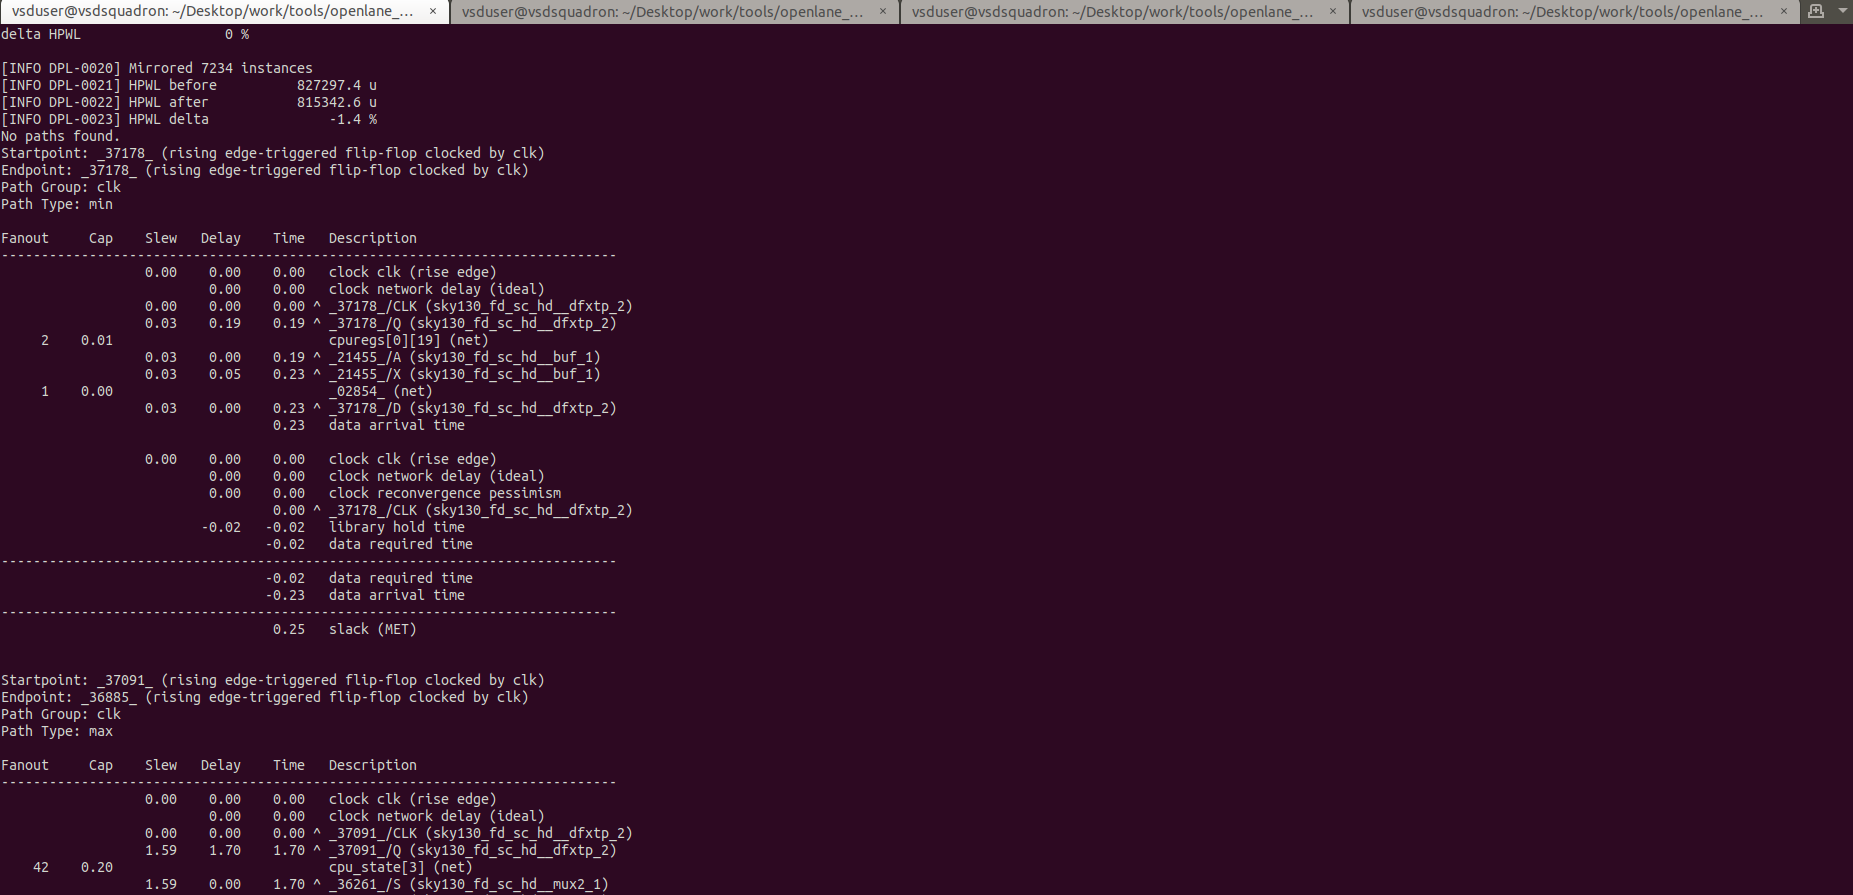 vsduser@vsdsquadron: ~/Desktop/work/tools/openlane_... × vsduser@vsdsquadron: ~/Desktop/work/tools/openlane_... × vsduser@vsdsquadron: ~/Desktop/work/tools/openlane_... × vsduser@vsdsquadron: ~/Desktop/work/tools/openlane_... ×
delta HPWL                  0 %
[INFO DPL-0020] Mirrored 7234 instances
[INFO DPL-0021] HPWL before          827297.4 u
[INFO DPL-0022] HPWL after           815342.6 u
[INFO DPL-0023] HPWL delta               -1.4 %
No paths found.
Startpoint: _37178_ (rising edge-triggered flip-flop clocked by clk)
Endpoint: _37178_ (rising edge-triggered flip-flop clocked by clk)
Path Group: clk
Path Type: min
Fanout     Cap    Slew   Delay    Time   Description
-----------------------------------------------------------------------------
                  0.00    0.00    0.00   clock clk (rise edge)
                          0.00    0.00   clock network delay (ideal)
                  0.00    0.00    0.00 ^ _37178_/CLK (sky130_fd_sc_hd__dfxtp_2)
                  0.03    0.19    0.19 ^ _37178_/Q (sky130_fd_sc_hd__dfxtp_2)
     2    0.01                           cpuregs[0][19] (net)
                  0.03    0.00    0.19 ^ _21455_/A (sky130_fd_sc_hd__buf_1)
                  0.03    0.05    0.23 ^ _21455_/X (sky130_fd_sc_hd__buf_1)
     1    0.00                           _02854_ (net)
                  0.03    0.00    0.23 ^ _37178_/D (sky130_fd_sc_hd__dfxtp_2)
                                  0.23   data arrival time
                  0.00    0.00    0.00   clock clk (rise edge)
                          0.00    0.00   clock network delay (ideal)
                          0.00    0.00   clock reconvergence pessimism
                                  0.00 ^ _37178_/CLK (sky130_fd_sc_hd__dfxtp_2)
                         -0.02   -0.02   library hold time
                                 -0.02   data required time
-----------------------------------------------------------------------------
                                 -0.02   data required time
                                 -0.23   data arrival time
-----------------------------------------------------------------------------
                                  0.25   slack (MET)
Startpoint: _37091_ (rising edge-triggered flip-flop clocked by clk)
Endpoint: _36885_ (rising edge-triggered flip-flop clocked by clk)
Path Group: clk
Path Type: max
Fanout     Cap    Slew   Delay    Time   Description
-----------------------------------------------------------------------------
                  0.00    0.00    0.00   clock clk (rise edge)
                          0.00    0.00   clock network delay (ideal)
                  0.00    0.00    0.00 ^ _37091_/CLK (sky130_fd_sc_hd__dfxtp_2)
                  1.59    1.70    1.70 ^ _37091_/Q (sky130_fd_sc_hd__dfxtp_2)
    42    0.20                           cpu_state[3] (net)
                  1.59    0.00    1.70 ^ _36261_/S (sky130_fd_sc_hd__mux2_1)